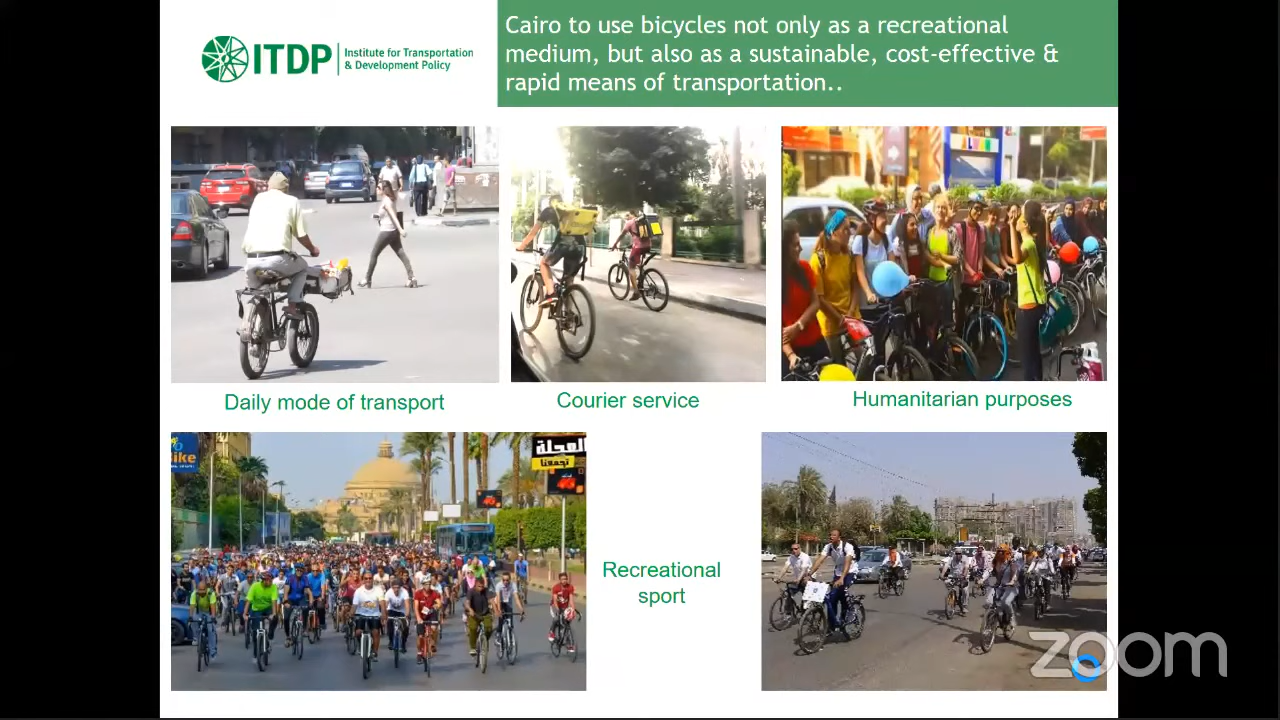 ITDP
Institute for Transportation
& Development Policy
Cairo to use bicycles not only as a recreational
medium, but also as a sustainable, cost-effective &
rapid means of transportation..
Daily mode of transport
Courier service
Humanitarian purposes
Bike
المحلة
تجمعنا
Recreational
sport
zoom